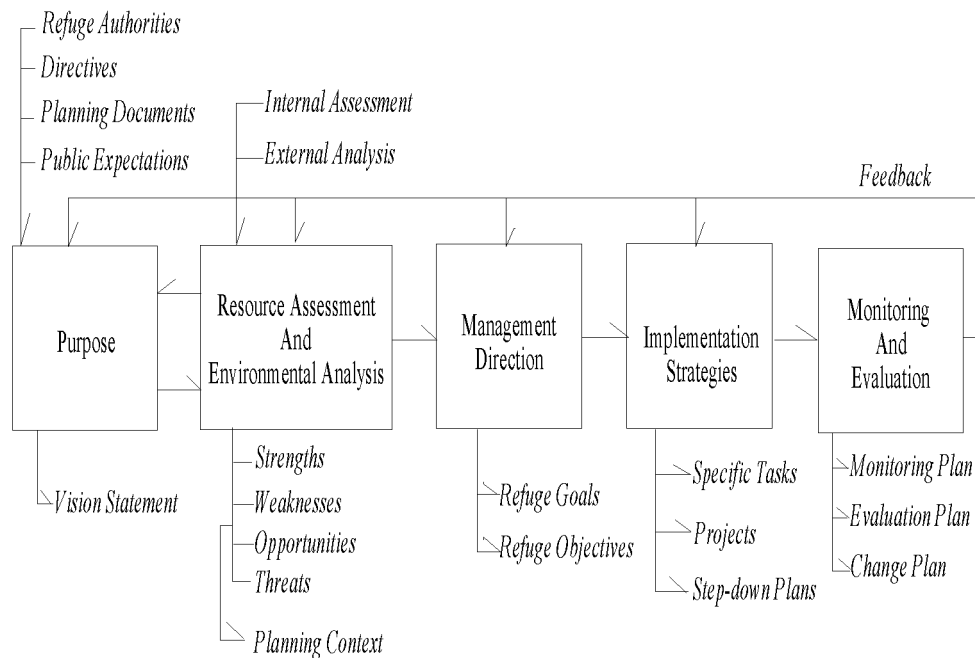 Refuge Authorities
Directives
Planning Documents
Public Expectations
Internal Assessment
External Analysis
Feedback
Purpose
Resource Assessment
And
Environmental Analysis
Management
Direction
Implementation
Strategies
Monitoring
And
Evaluation
Vision Statement
Strengths
Weaknesses
Opportunities
Threats
Planning Context
Refuge Goals
Refuge Objectives
Specific Tasks
Projects
Step-down Plans
Monitoring Plan
Evaluation Plan
Change Plan